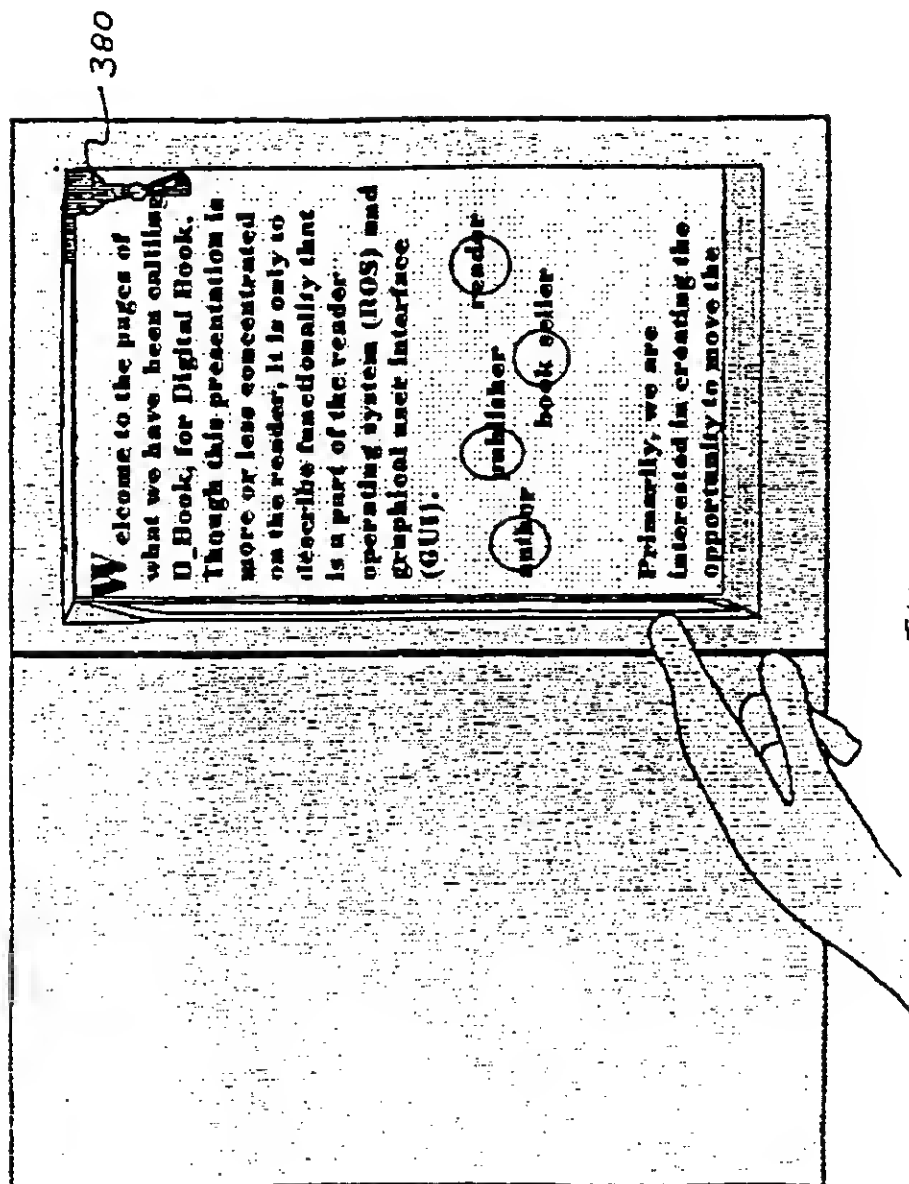 380
Welcome to the pages of
what we have been calling
D_Book, for Digital Book.
Though this presentation is
more or less concentrated
on the reader, it is only to
describe functionality that
is a part of the reader
operating system (ROS) and
graphical user interface
(GUI).
author publisher reader
book seller
Primarily, we are
interested in creating the
opportunity to move the